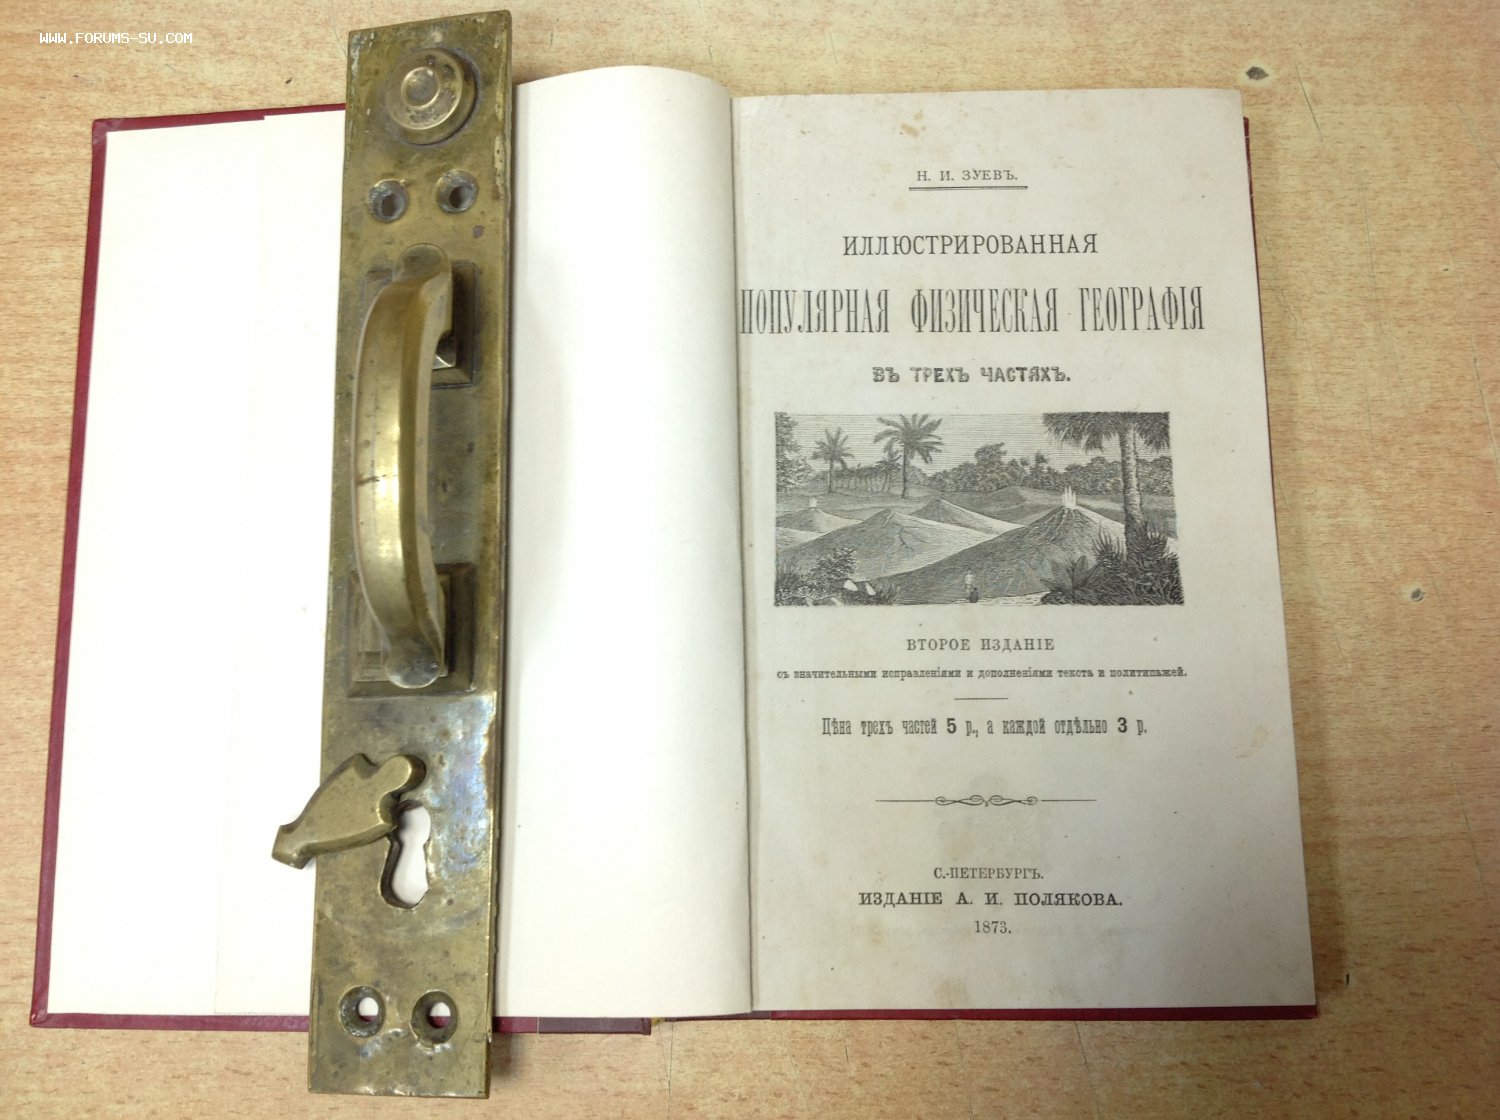 WWW.FORUMS-SU.COM
Н. И. ЗУЕВЪ.
ИЛЛЮСТРИРОВАННАЯ
ПОПУЛЯРНАЯ ФИЗИЧЕСКАЯ ГЕОГРАФІЯ
ВЪ ТРЕХЪ ЧАСТЯХЪ.
ВТОРОЕ ИЗДАНІЕ
съ значительными исправленіями и дополненіями текста и политипажей.
Цѣна трехъ частей 5 р., а каждой отдѣльно 3 р.
С.-ПЕТЕРБУРГЪ.
ИЗДАНІЕ А. И. ПОЛЯКОВА.
1873.